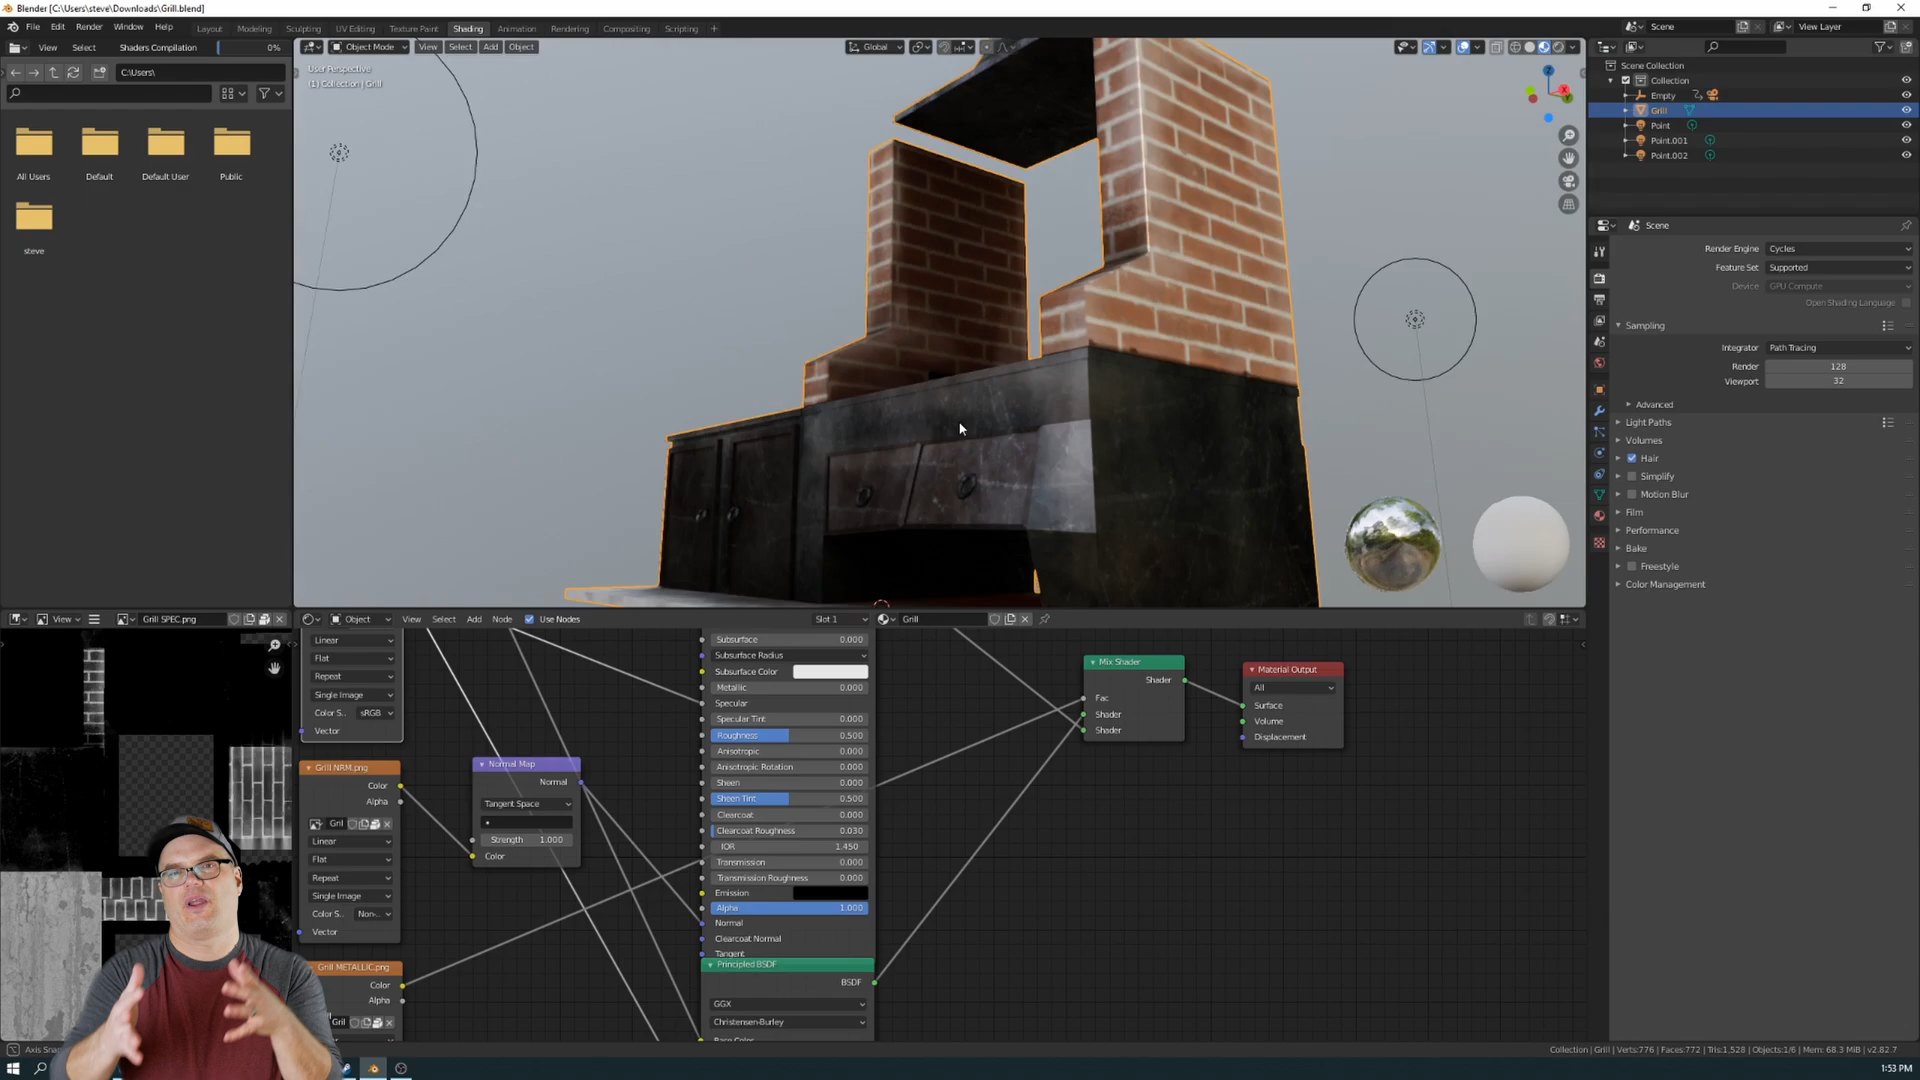 Blender [C:\Users\steve\Downloads\Grill.blend]
File Edit Render Window Help
Layout Modeling Sculpting UV Editing Texture Paint Shading Animation Rendering Compositing Scripting +
Scene
View Layer
View Select Shaders Compilation 0%
Object Mode View Select Add Object
Global
C:\Users\
All Users
Default
Default User
Public
steve
User Perspective
(1) Collection | Grill
Scene Collection
Collection
Empty
Grill
Point
Point.001
Point.002
Scene
Render Engine Cycles
Feature Set Supported
Device GPU Compute
Open Shading Language
Sampling
Integrator Path Tracing
Render 128
Viewport 32
Advanced
Light Paths
Volumes
Hair
Simplify
Motion Blur
Film
Performance
Bake
Freestyle
Color Management
View Grill SPEC.png
Object View Select Add Node Use Nodes Slot 1 Grill
Linear
Flat
Repeat
Single Image
Color S.. sRGB
Vector
Grill NRM.png
Color
Alpha
Gril
Linear
Flat
Repeat
Single Image
Color S.. Non-..
Vector
Grill METALLIC.png
Color
Alpha
Gril
Normal Map
Normal
Tangent Space
Strength 1.000
Color
Subsurface 0.000
Subsurface Radius
Subsurface Color
Metallic 0.000
Specular
Specular Tint 0.000
Roughness 0.500
Anisotropic 0.000
Anisotropic Rotation 0.000
Sheen 0.000
Sheen Tint 0.500
Clearcoat 0.000
Clearcoat Roughness 0.030
IOR 1.450
Transmission 0.000
Transmission Roughness 0.000
Emission
Alpha 1.000
Normal
Clearcoat Normal
Tangent
Principled BSDF
BSDF
GGX
Christensen-Burley
Base Color
Mix Shader
Shader
Fac
Shader
Shader
Material Output
All
Surface
Volume
Displacement
Axis Snap
Collection | Grill | Verts:776 | Faces:772 | Tris:1,528 | Objects:1/6 | Mem: 68.3 MiB | v2.82.7
1:53 PM